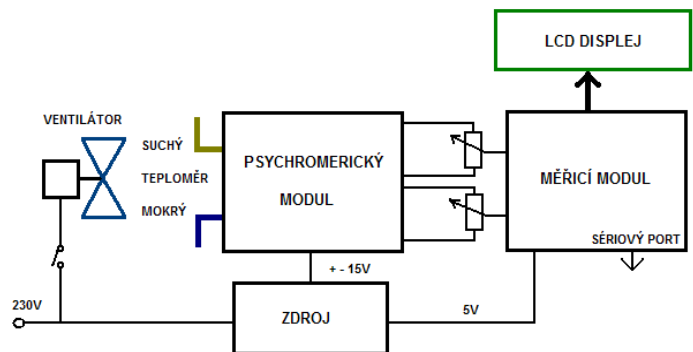 LCD DISPLEJ
VENTILÁTOR
SUCHÝ
TEPLOMĚR
MOKRÝ
PSYCHROMERICKÝ
MODUL
MĚŘICÍ MODUL
SÉRIOVÝ PORT
+ - 15V
230V
ZDROJ
5V